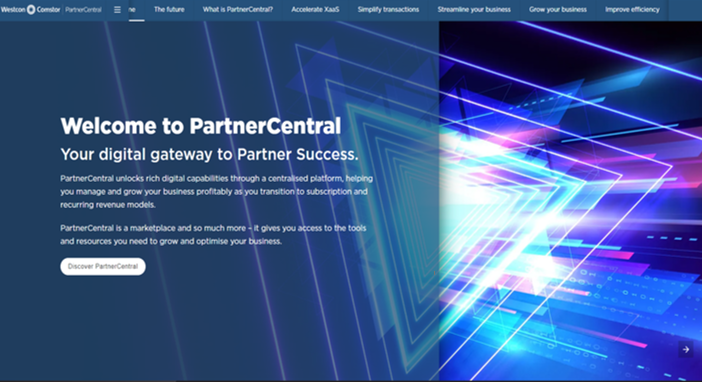 Westcon Comstor PartnerCentral
The future What is PartnerCentral? Accelerate XaaS Simplify transactions Streamline your business Grow your business Improve efficiency
Welcome to PartnerCentral
Your digital gateway to Partner Success.
PartnerCentral unlocks rich digital capabilities through a centralised platform, helping
you manage and grow your business profitably as you transition to subscription and
recurring revenue models.
PartnerCentral is a marketplace and so much more – it gives you access to the tools
and resources you need to grow and optimise your business.
Discover PartnerCentral